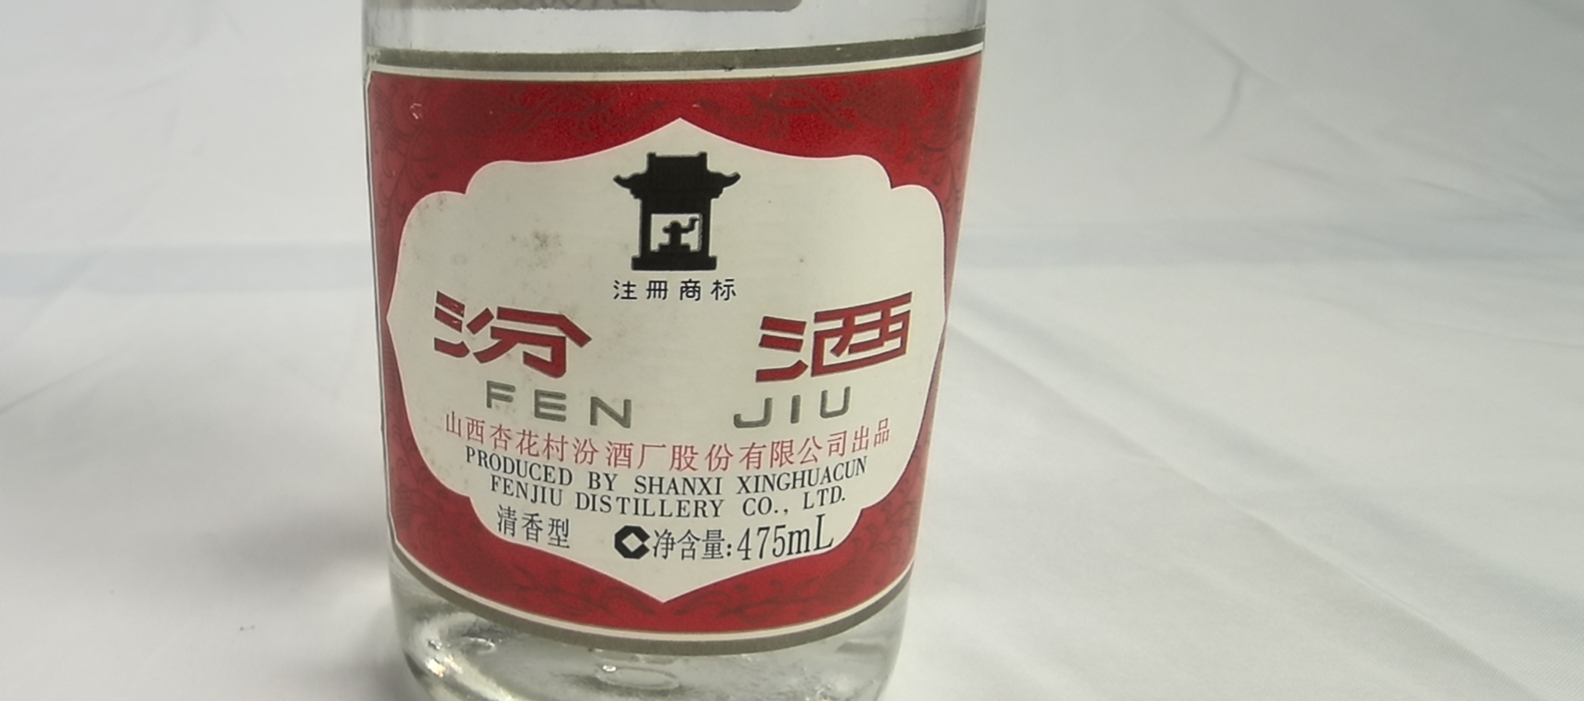 注冊商标
汾 酒
FEN JIU
山西杏花村汾酒厂股份有限公司出品
PRODUCED BY SHANXI XINGHUACUN
FENJIU DISTILLERY CO., LTD.
清香型 净含量:475mL